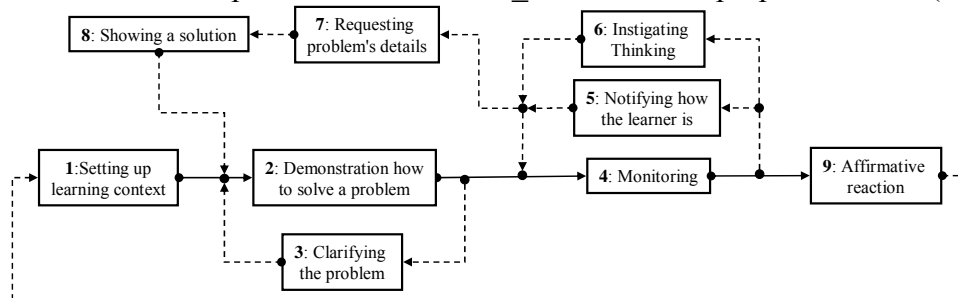 8: Showing a solution
7: Requesting
problem's details
6: Instigating
Thinking
5: Notifying how
the learner is
1:Setting up
learning context
2: Demonstration how
to solve a problem
4: Monitoring
9: Affirmative
reaction
3: Clarifying
the problem